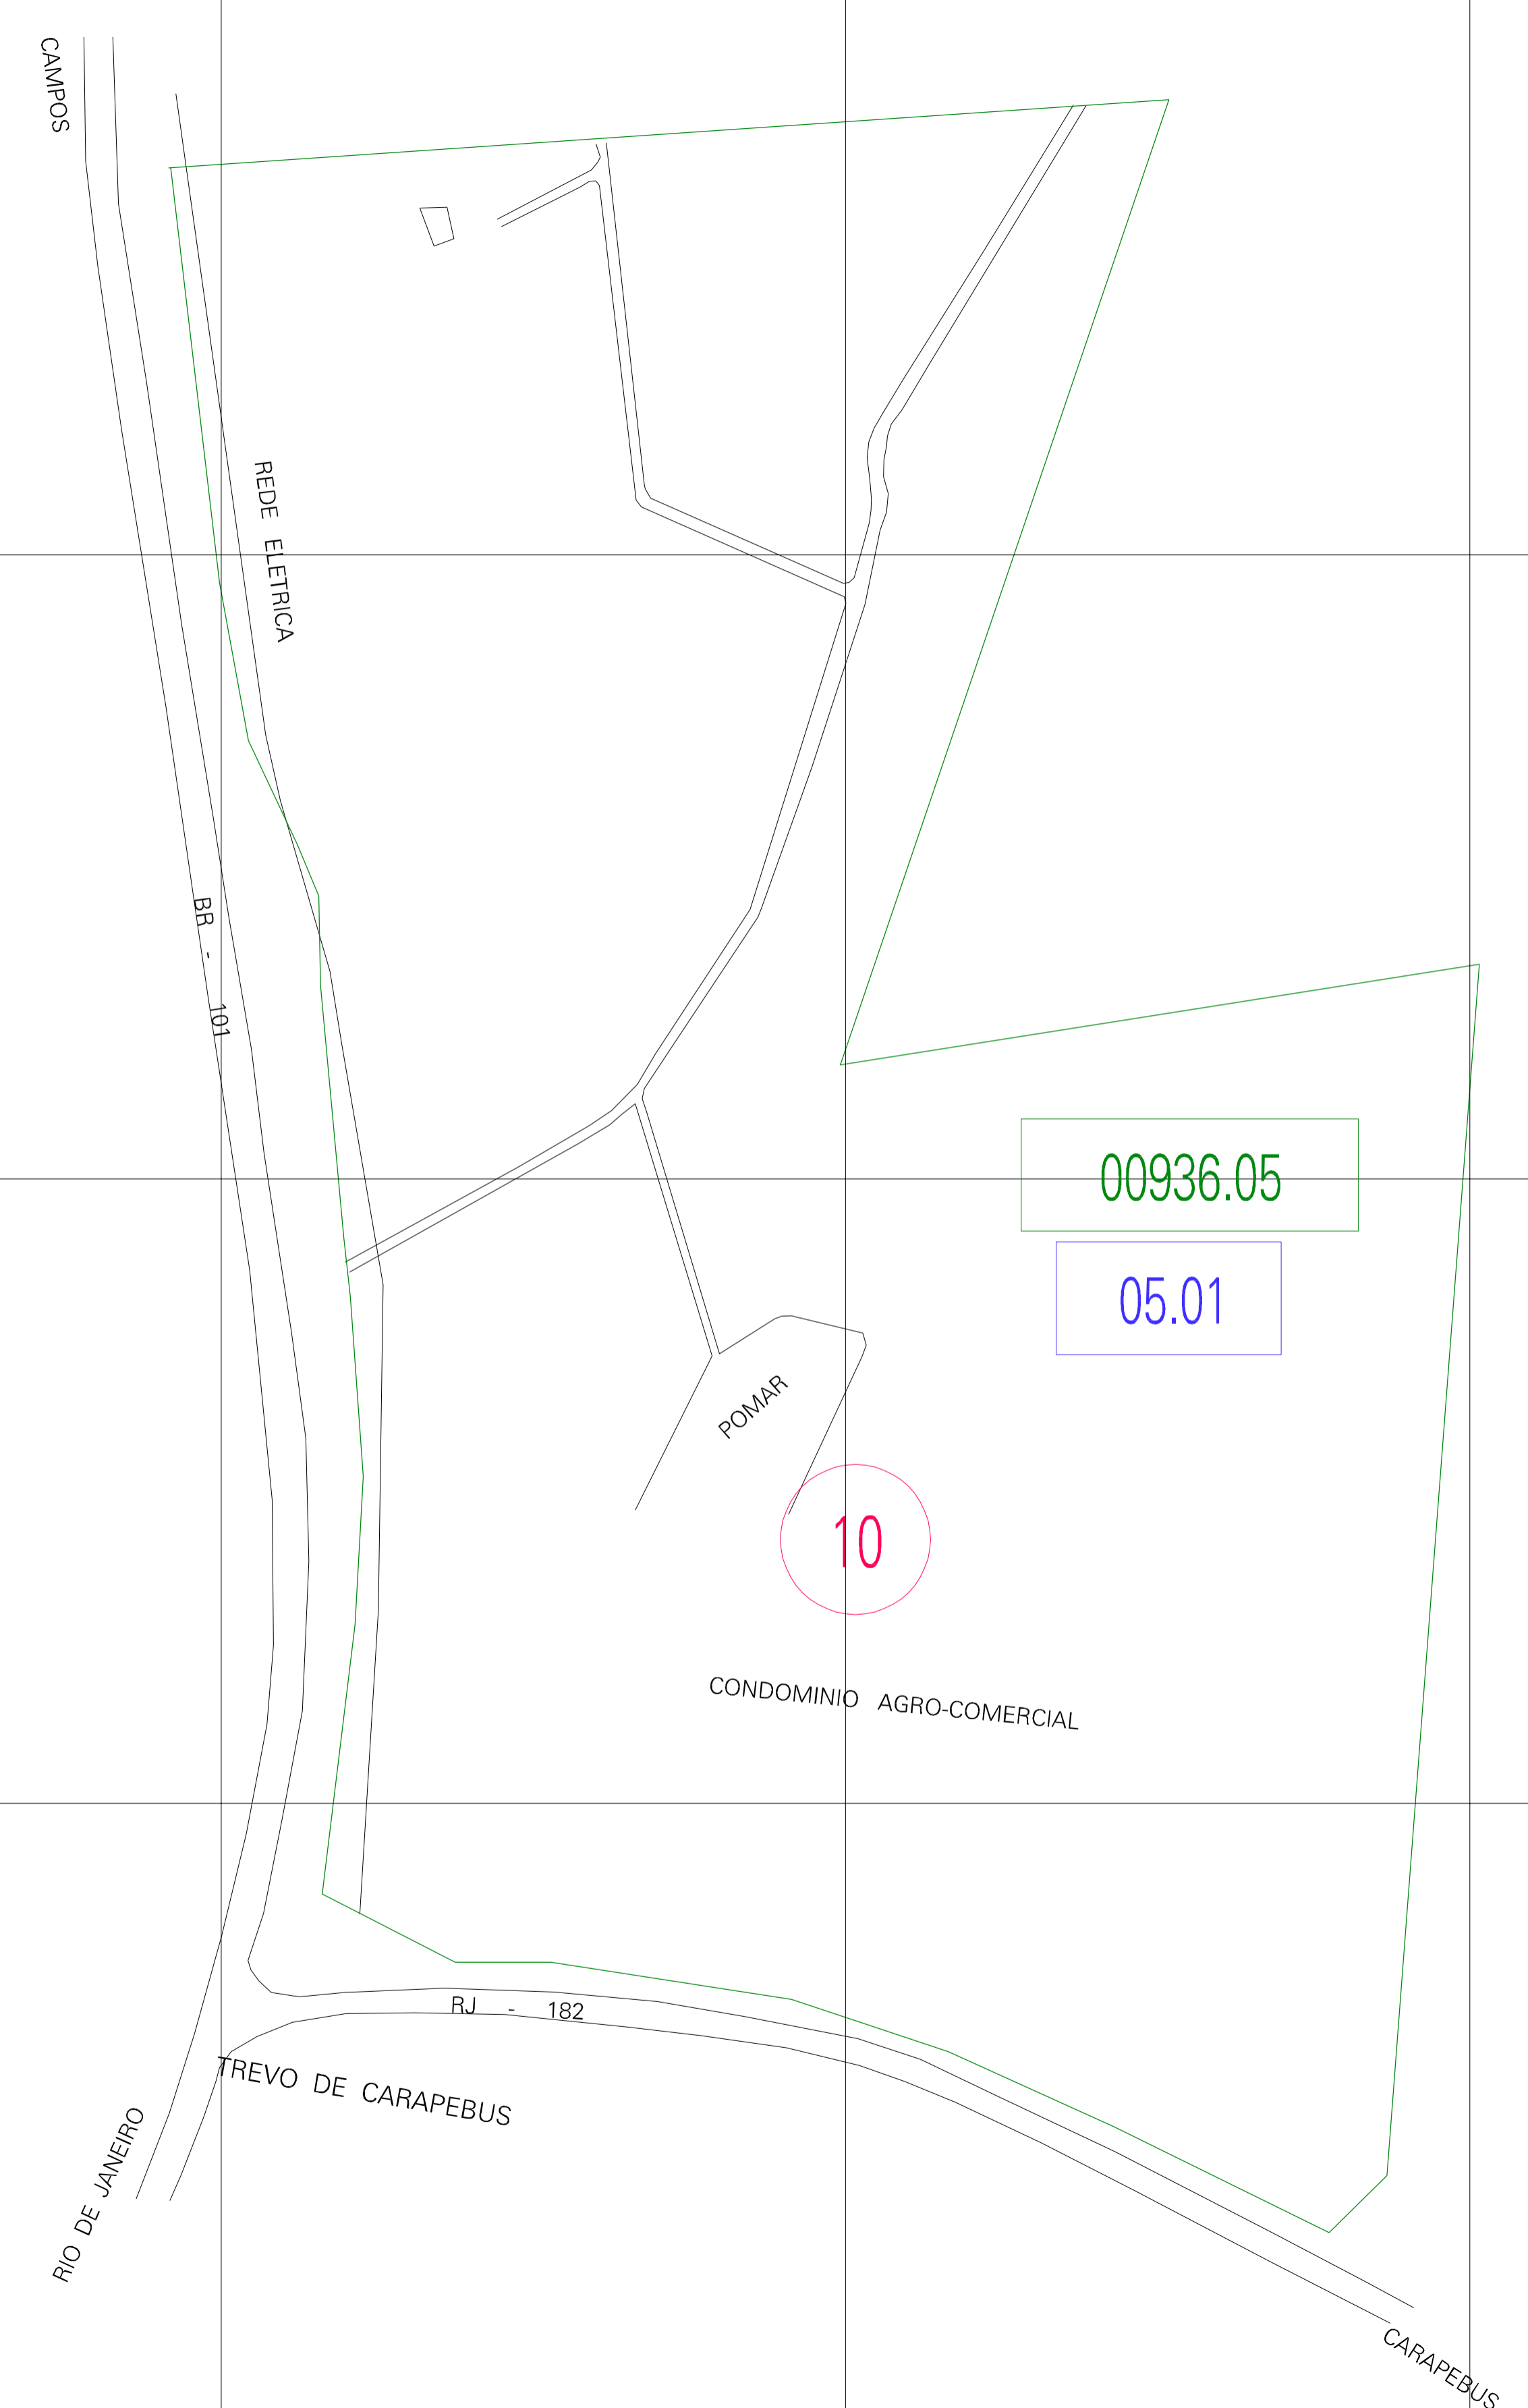 CAMPOS
REDE ELETRICA
BR - 101
00936.05
05.01
POMAR
10
CONDOMINIO AGRO-COMERCIAL
RJ - 182
TREVO DE CARAPEBUS
RIO DE JANEIRO
CARAPEBUS